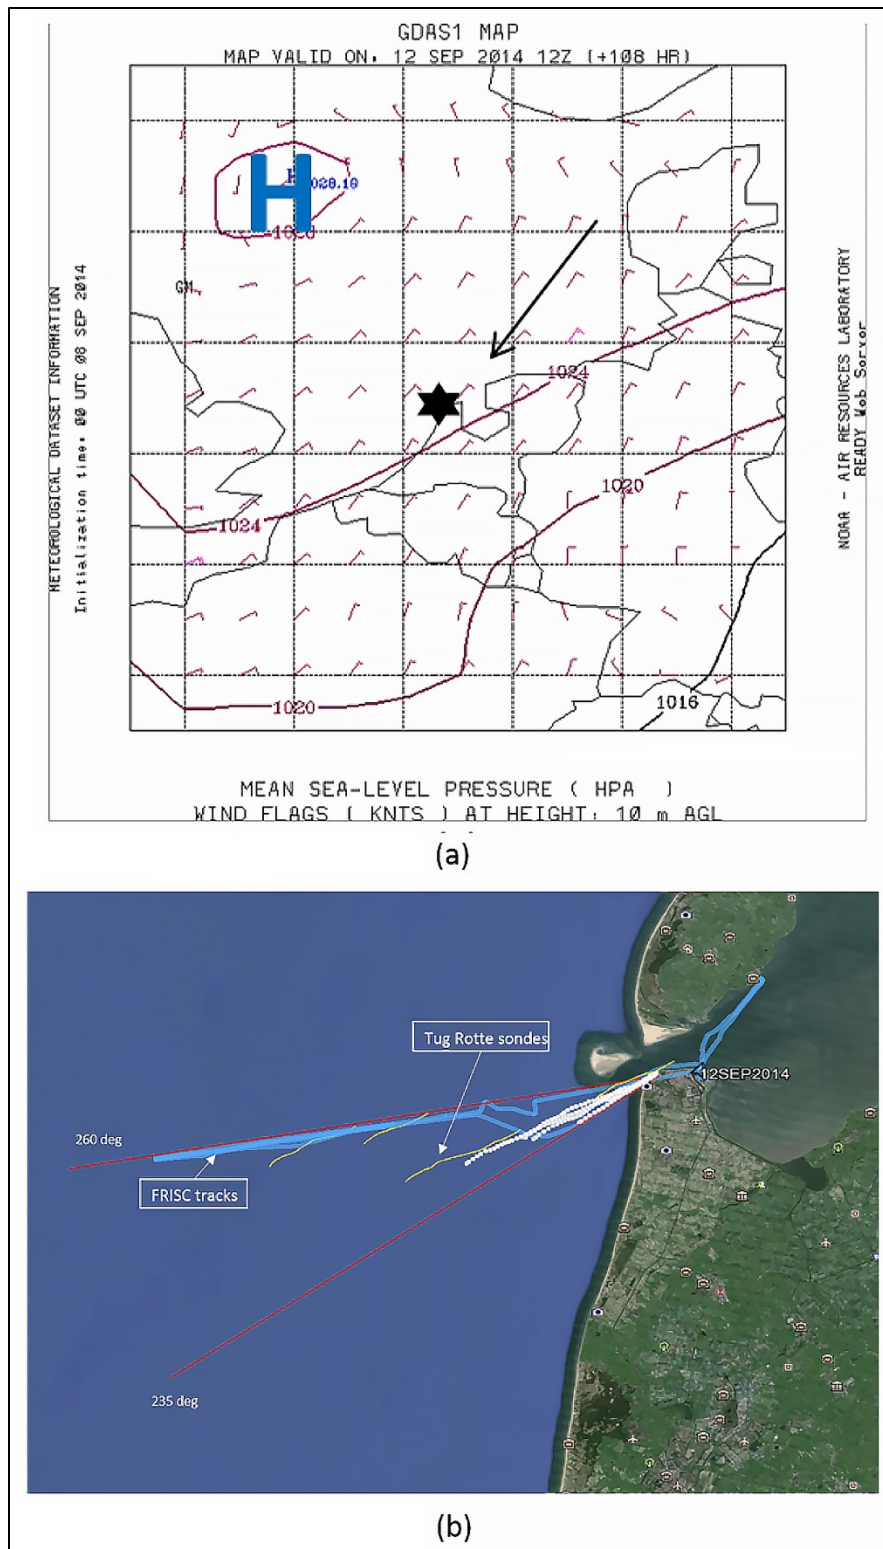 GDAS1 MAP
MAP VALID ON: 12 SEP 2014 12Z (+108 HR)
H
1024
1024
1020
1020
1016
GM
METEOROLOGICAL DATASET INFORMATION
Initialization time: 00 UTC 08 SEP 2014
NOAA - AIR RESOURCES LABORATORY
READY Web Server
MEAN SEA-LEVEL PRESSURE ( HPA )
WIND FLAGS ( KNTS ) AT HEIGHT: 10 m AGL
(a)
Tug Rotte sondes
12SEP2014
260 deg
FRISC tracks
235 deg
(b)